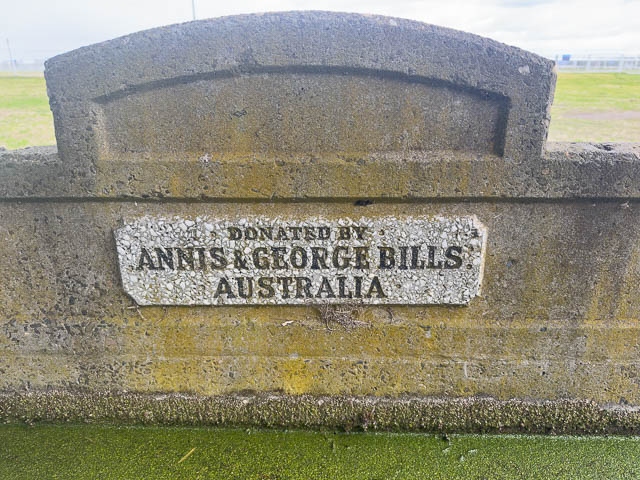 DONATED BY
ANNIS & GEORGE BILLS
AUSTRALIA